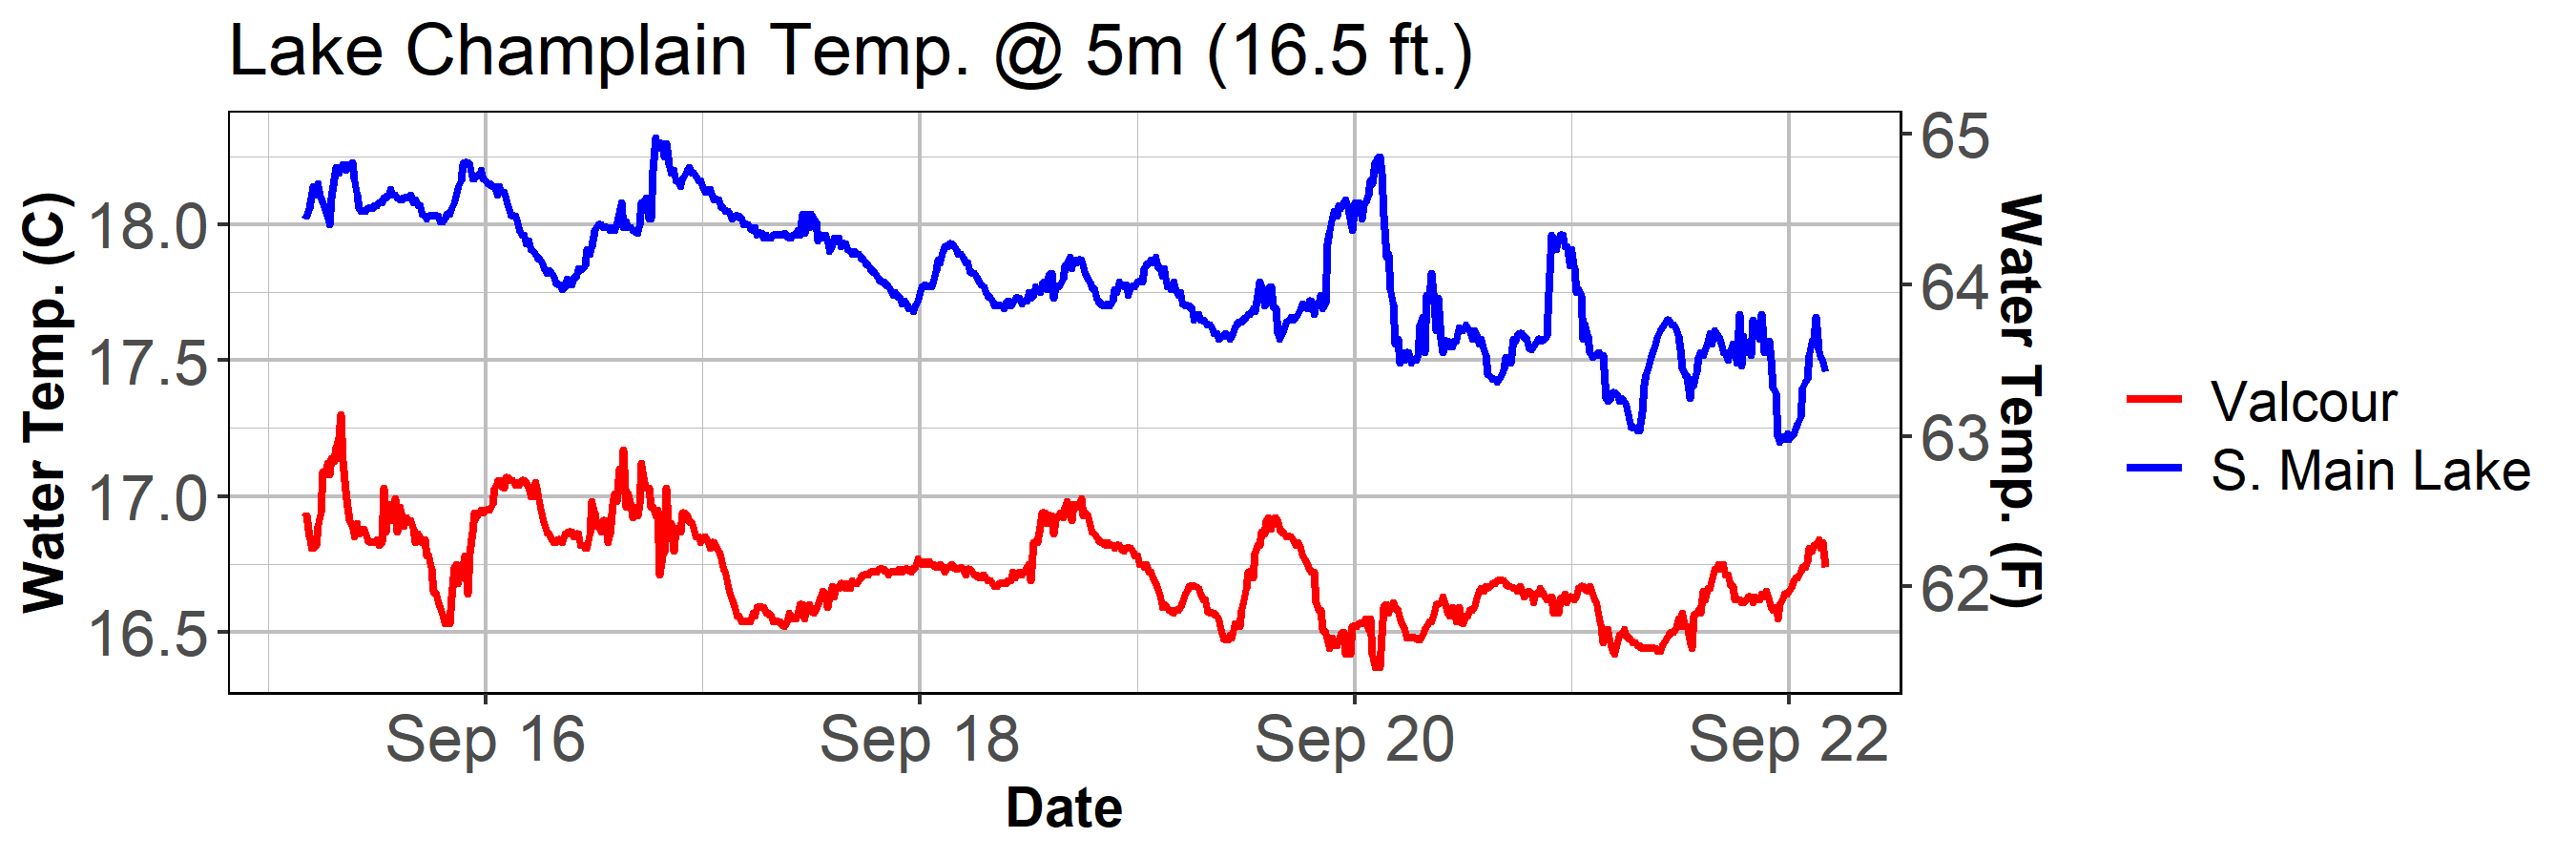 Lake Champlain Temp. @ 5m (16.5 ft.)
Water Temp. (C)
18.0
17.5
17.0
16.5
65
64
63
62
Water Temp. (F)
Sep 16
Sep 18
Sep 20
Sep 22
Date
Valcour
S. Main Lake